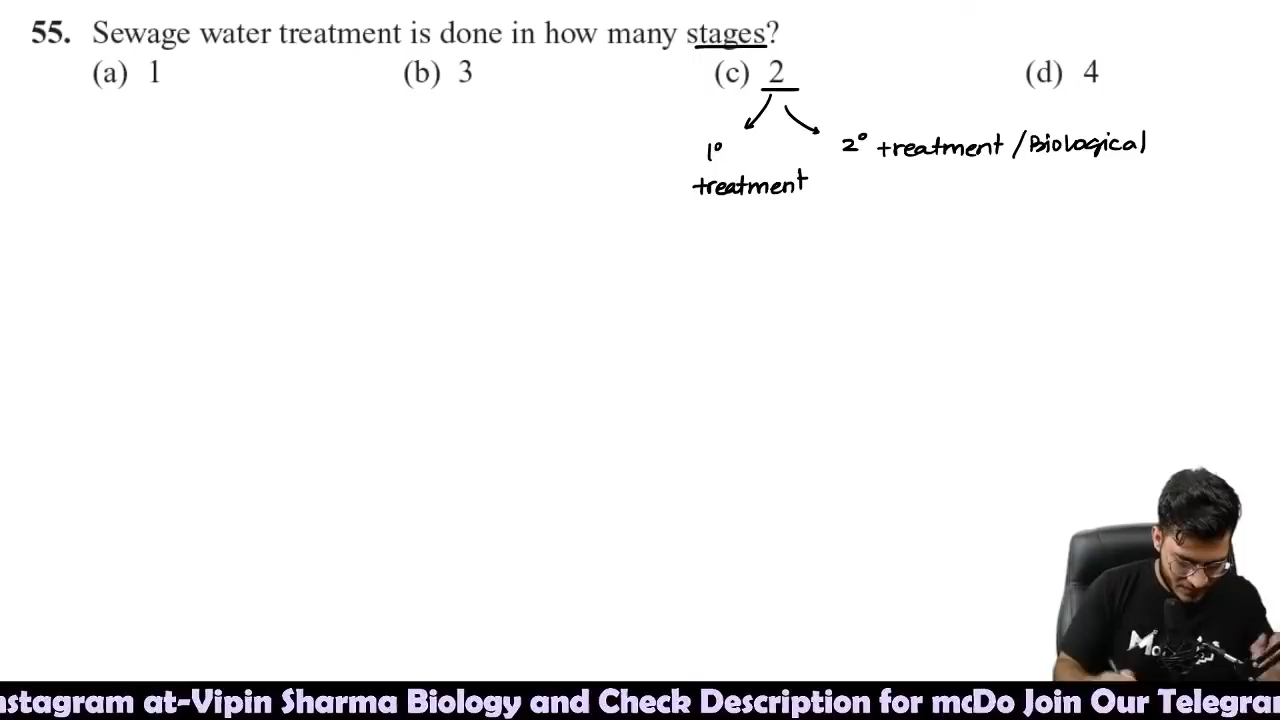 55. Sewage water treatment is done in how many stages?
(a) 1 (b) 3 (c) 2 (d) 4
1° treatment
2° treatment / Biological
nstagram at-Vipin Sharma Biology and Check Description for mcDo Join Our Telegra